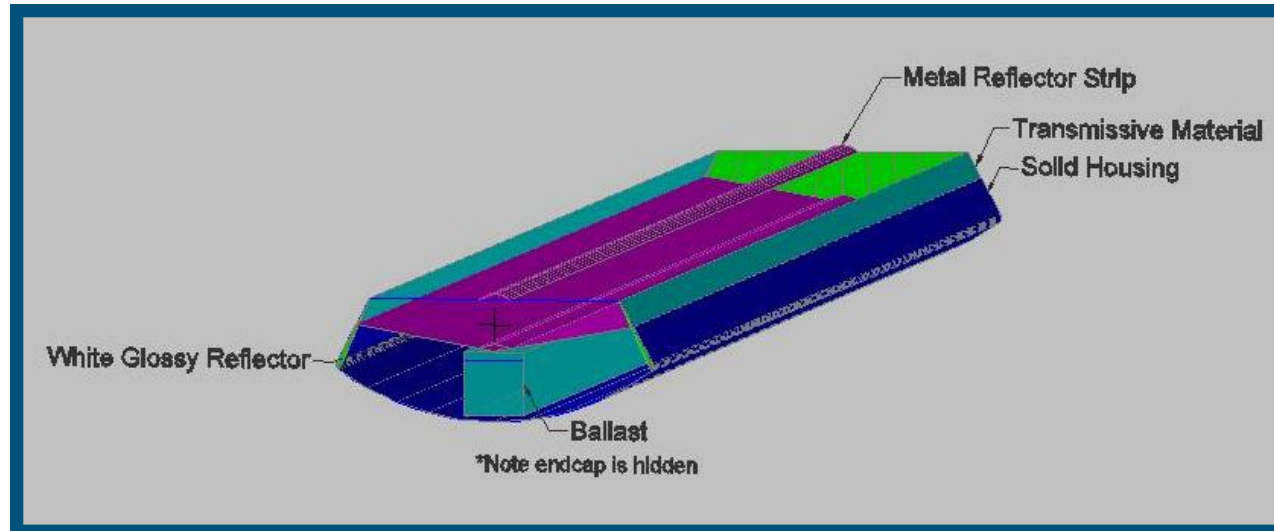 Metal Reflector Strip
Transmissive Material
Solid Housing
White Glossy Reflector
Ballast
*Note endcap is hidden